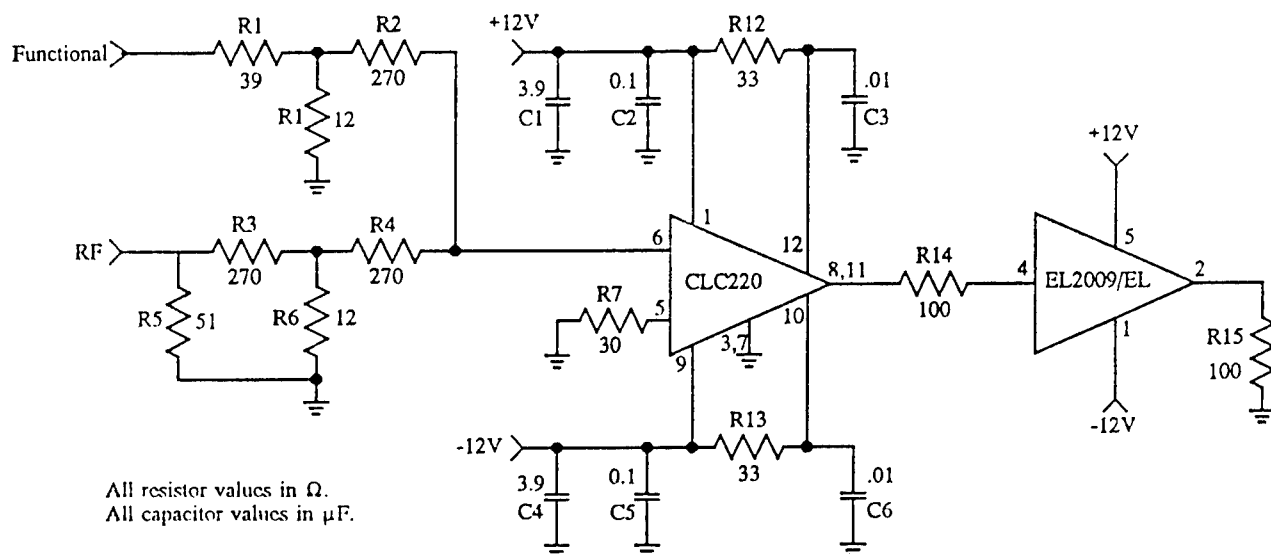 +12V
R1
R2
R12
Functional
39
270
33
3.9
0.1
.01
C1
C2
C3
R1
12
+12V
1
5
RF
R3
R4
270
270
6
12
CLC220
8,11
R14
4
EL2009/EL
2
R5
51
R6
12
R7
5
30
10
100
1
3,7
9
R15
100
-12V
R13
-12V
33
3.9
0.1
.01
C4
C5
C6
All resistor values in Ω.
All capacitor values in µF.